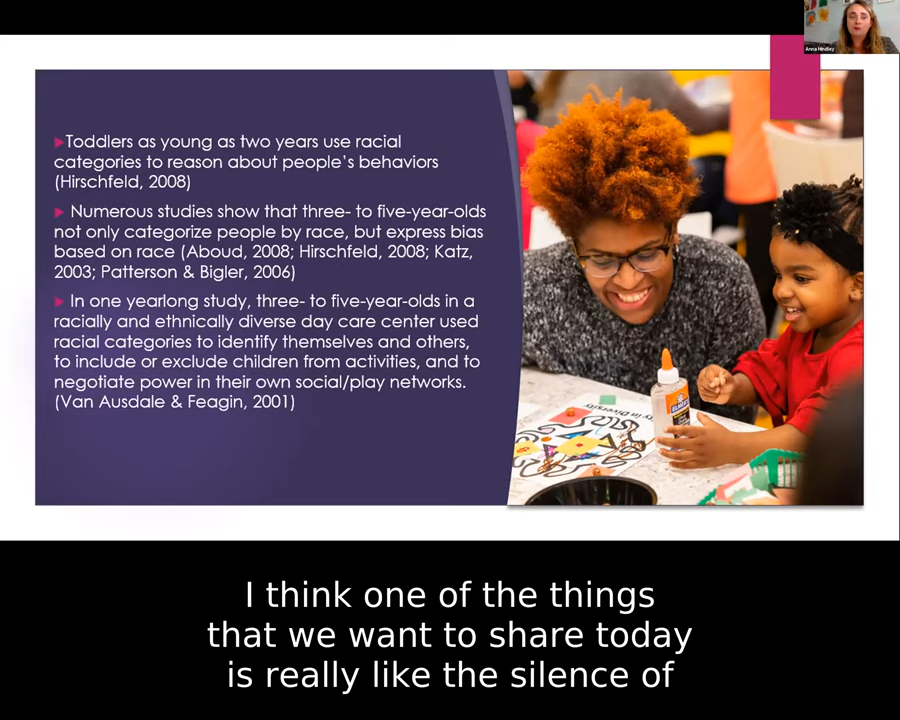 Anna Hindley
▶Toddlers as young as two years use racial
categories to reason about people's behaviors
(Hirschfeld, 2008)
▶ Numerous studies show that three- to five-year-olds
not only categorize people by race, but express bias
based on race (Aboud, 2008; Hirschfeld, 2008; Katz,
2003; Patterson & Bigler, 2006)
▶ In one yearlong study, three- to five-year-olds in a
racially and ethnically diverse day care center used
racial categories to identify themselves and others,
to include or exclude children from activities, and to
negotiate power in their own social/play networks.
(Van Ausdale & Feagin, 2001)
ELMER'S
in Diversity
I think one of the things
that we want to share today
is really like the silence of